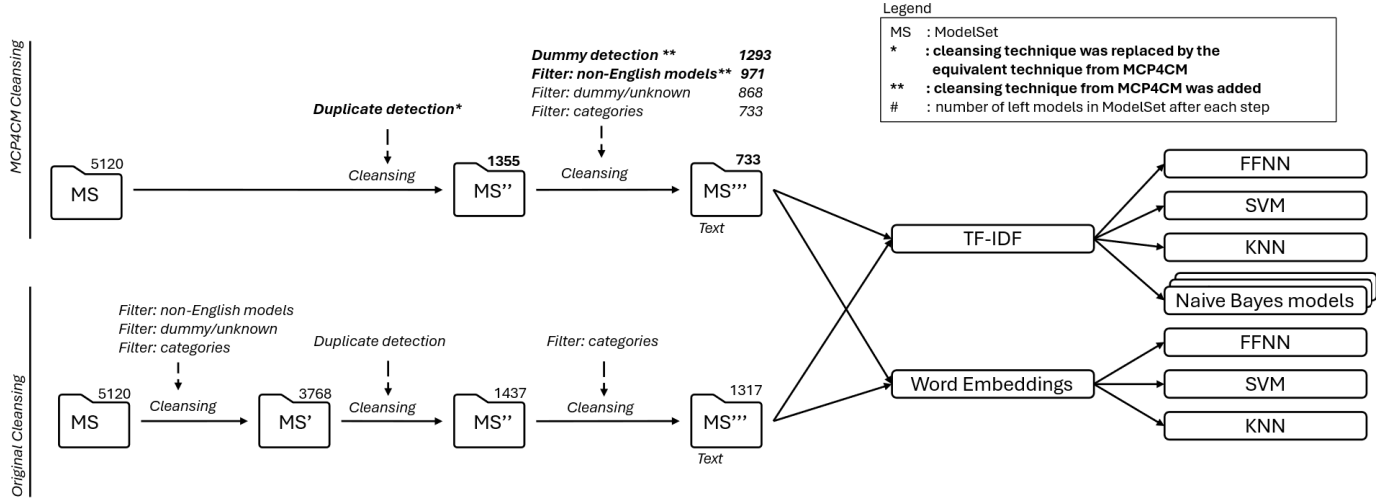 Legend
MS : ModelSet
* : cleansing technique was replaced by the
equivalent technique from MCP4CM
** : cleansing technique from MCP4CM was added
# : number of left models in ModelSet after each step
MCP4CM Cleansing
Dummy detection ** 1293
Filter: non-English models** 971
Filter: dummy/unknown 868
Filter: categories 733
Duplicate detection*
5120
MS
Cleansing
1355
MS’’
Cleansing
733
MS’’’
Text
Original Cleansing
Filter: non-English models
Filter: dummy/unknown
Filter: categories
Duplicate detection
Filter: categories
5120
MS
Cleansing
3768
MS’
Cleansing
1437
MS’’
Cleansing
1317
MS’’’
Text
TF-IDF
Word Embeddings
FFNN
SVM
KNN
Naive Bayes models
FFNN
SVM
KNN